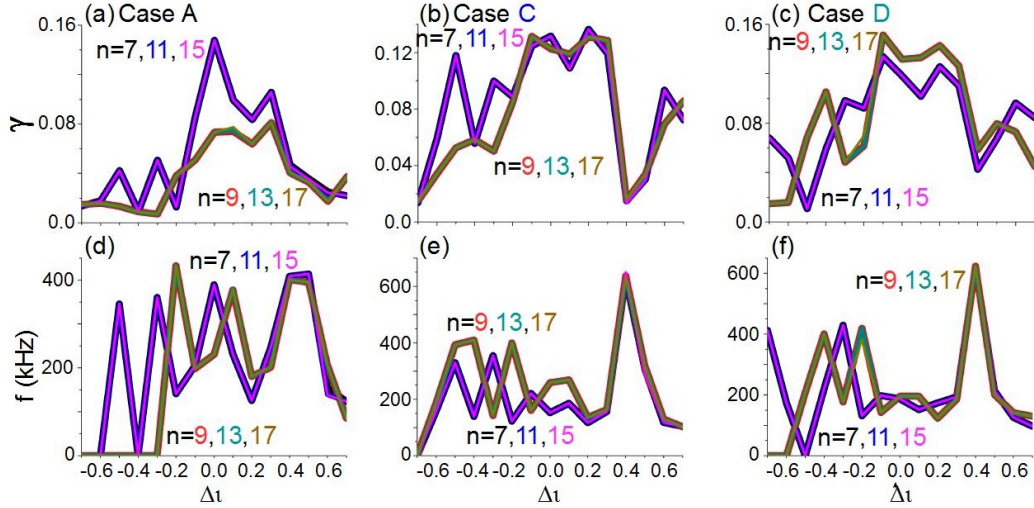 (a) Case A
n=7,11,15
n=9,13,17
γ
0.16
0.08
0.0
(b) Case C
n=7,11,15
n=9,13,17
0.12
0.08
0.04
0.0
(c) Case D
n=9,13,17
n=7,11,15
0.16
0.08
0.0
(d)
n=7,11,15
n=9,13,17
f (kHz)
400
200
0
-0.6 -0.4 -0.2 0.0 0.2 0.4 0.6
Δι
(e)
n=9,13,17
n=7,11,15
600
400
200
0
-0.6 -0.4 -0.2 0.0 0.2 0.4 0.6
Δι
(f)
n=9,13,17
n=7,11,15
600
400
200
0
-0.6 -0.4 -0.2 0.0 0.2 0.4 0.6
Δι